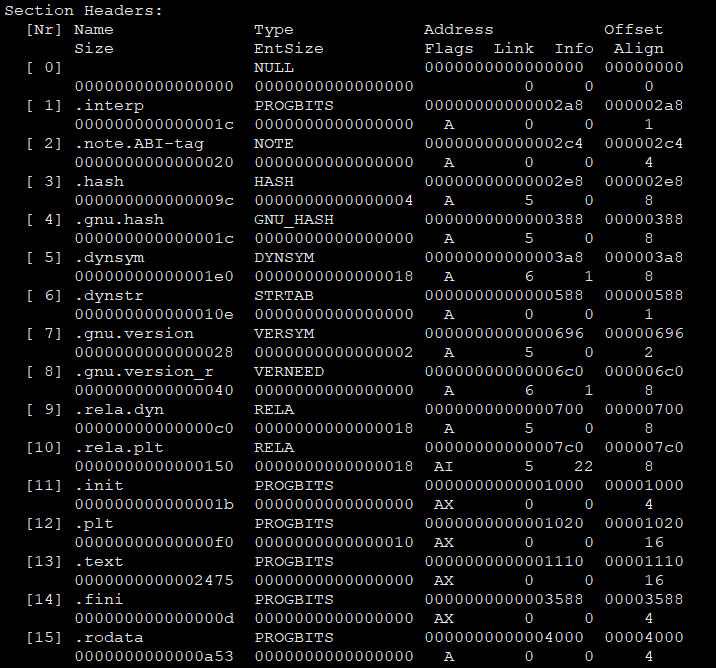 Section Headers:
  [Nr] Name              Type             Address           Offset
       Size              EntSize          Flags  Link  Info  Align
  [ 0]                   NULL             0000000000000000  00000000
       0000000000000000  0000000000000000           0     0     0
  [ 1] .interp           PROGBITS         00000000000002a8  000002a8
       000000000000001c  0000000000000000   A       0     0     1
  [ 2] .note.ABI-tag     NOTE             00000000000002c4  000002c4
       0000000000000020  0000000000000000   A       0     0     4
  [ 3] .hash             HASH             00000000000002e8  000002e8
       000000000000009c  0000000000000004   A       5     0     8
  [ 4] .gnu.hash         GNU_HASH         0000000000000388  00000388
       000000000000001c  0000000000000000   A       5     0     8
  [ 5] .dynsym           DYNSYM           00000000000003a8  000003a8
       00000000000001e0  0000000000000018   A       6     1     8
  [ 6] .dynstr           STRTAB           0000000000000588  00000588
       000000000000010e  0000000000000000   A       0     0     1
  [ 7] .gnu.version      VERSYM           0000000000000696  00000696
       0000000000000028  0000000000000002   A       5     0     2
  [ 8] .gnu.version_r    VERNEED          00000000000006c0  000006c0
       0000000000000040  0000000000000000   A       6     1     8
  [ 9] .rela.dyn         RELA             0000000000000700  00000700
       00000000000000c0  0000000000000018   A       5     0     8
  [10] .rela.plt         RELA             00000000000007c0  000007c0
       0000000000000150  0000000000000018  AI       5    22     8
  [11] .init             PROGBITS         0000000000001000  00001000
       000000000000001b  0000000000000000  AX       0     0     4
  [12] .plt              PROGBITS         0000000000001020  00001020
       00000000000000f0  0000000000000010  AX       0     0     16
  [13] .text             PROGBITS         0000000000001110  00001110
       0000000000002475  0000000000000000  AX       0     0     16
  [14] .fini             PROGBITS         0000000000003588  00003588
       000000000000000d  0000000000000000  AX       0     0     4
  [15] .rodata           PROGBITS         0000000000004000  00004000
       0000000000000a53  0000000000000000   A       0     0     64